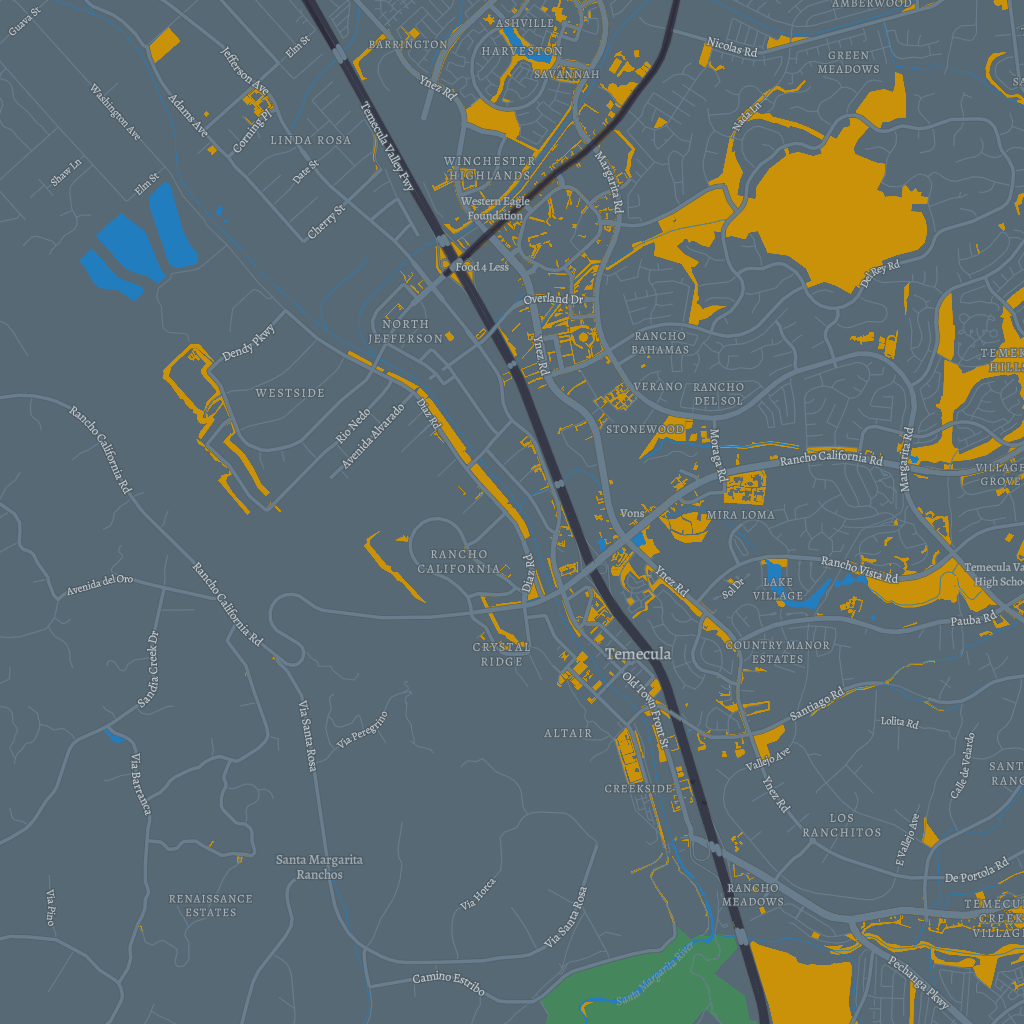 AMBERWOOD
Guava St
ASHVILLE
Elm St
BARRINGTON
HARVESTON
Nicolas Rd
GREEN
MEADOWS
Jefferson Ave
SAVANNAH
Ynez Rd
Washington Ave
Adams Ave
Corning Pl
Nada Ln
Temecula Valley Fwy
LINDA ROSA
WINCHESTER
HIGHLANDS
Margarita Rd
Shaw Ln
Elm St
Date St
Western Eagle
Foundation
Cherry St
Food 4 Less
Del Rey Rd
Overland Dr
NORTH
JEFFERSON
Dendy Pkwy
Ynez Rd
RANCHO
BAHAMAS
WESTSIDE
VERANO
RANCHO
DEL SOL
Rio Nedo
Avenida Alvarado
Diaz Rd
STONEWOOD
Rancho California Rd
Moraga Rd
Rancho California Rd
Margarita Rd
Vons
MIRA LOMA
RANCHO
CALIFORNIA
Diaz Rd
Ynez Rd
Avenida del Oro
Sol Dr
LAKE
VILLAGE
Rancho Vista Rd
High Schoo
Rancho California Rd
Pauba Rd
CRYSTAL
RIDGE
Temecula
COUNTRY MANOR
ESTATES
Sandia Creek Dr
Old Town Front St
Santiago Rd
Via Santa Rosa
Via Peregrino
Lolita Rd
ALTAIR
Vallejo Ave
Calle de Velardo
Via Barranca
CREEKSIDE
Ynez Rd
LOS
RANCHITOS
E Vallejo Ave
Santa Margarita
Ranchos
De Portola Rd
Via Pino
RENAISSANCE
ESTATES
Via Horca
Via Santa Rosa
RANCHO
MEADOWS
Camino Estribo
Santa Margarita River
Pechanga Pkwy